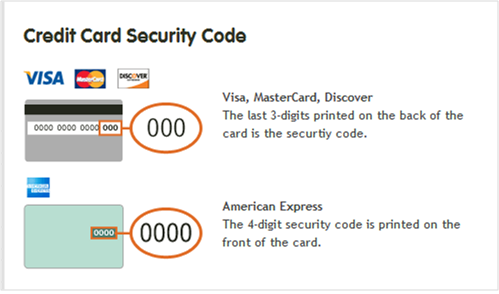 Credit Card Security Code
VISA MasterCard DISCOVER
Visa, MasterCard, Discover
The last 3-digits printed on the back of the
card is the securtiy code.
0000 0000 0000 000
000
American Express
The 4-digit security code is printed on the
front of the card.
0000
0000